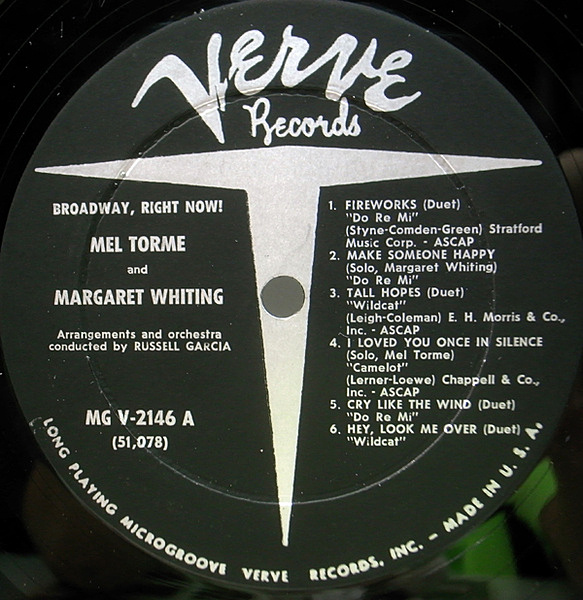 Verve
Records
BROADWAY, RIGHT NOW!
MEL TORME
and
MARGARET WHITING
Arrangements and orchestra
conducted by RUSSELL GARCIA
MG V-2146 A
(51,078)
1. FIREWORKS (Duet)
"Do Re Mi"
(Styne-Comden-Green) Stratford
Music Corp. - ASCAP
2. MAKE SOMEONE HAPPY
(Solo, Margaret Whiting)
"Do Re Mi"
3. TALL HOPES (Duet)
"Wildcat"
(Leigh-Coleman) E. H. Morris & Co.,
Inc. - ASCAP
4. I LOVED YOU ONCE IN SILENCE
(Solo, Mel Torme)
"Camelot"
(Lerner-Loewe) Chappell & Co.,
Inc. - ASCAP
5. CRY LIKE THE WIND (Duet)
"Do Re Mi"
6. HEY, LOOK ME OVER (Duet)
"Wildcat"
LONG PLAYING MICROGROOVE VERVE RECORDS, INC. - MADE IN U. S. A.